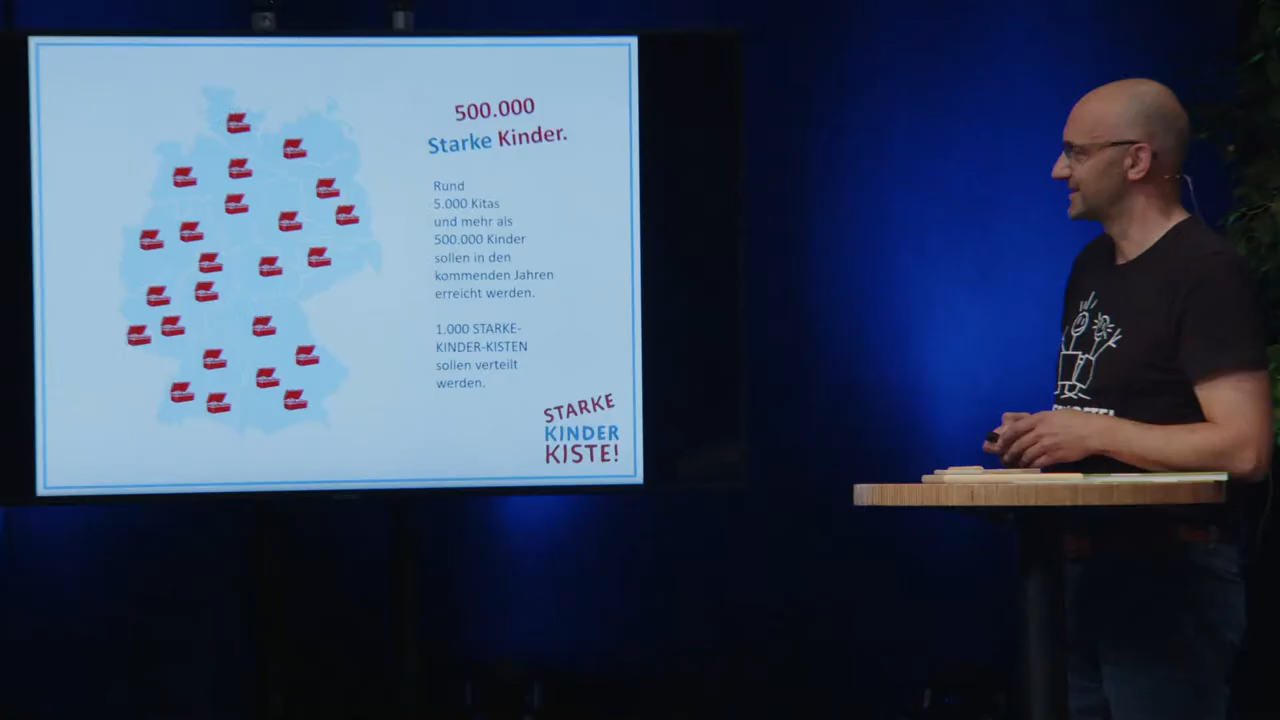 500.000
Starke Kinder.
Rund
5.000 Kitas
und mehr als
500.000 Kinder
sollen in den
kommenden Jahren
erreicht werden.
1.000 STARKE-
KINDER-KISTEN
sollen verteilt
werden.
STARKE
KINDER
KISTE!